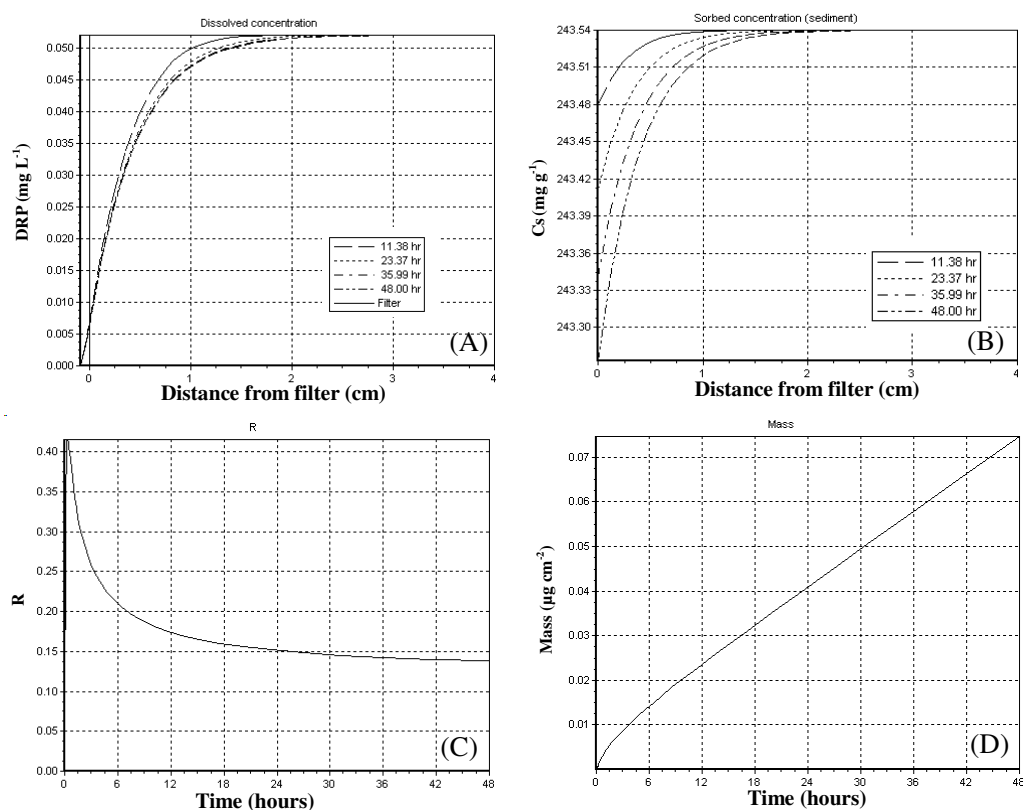 Dissolved concentration
DRP (mg L⁻¹)
0.050
0.045
0.040
0.035
0.030
0.025
0.020
0.015
0.010
0.005
0.000
11.38 hr
23.37 hr
35.99 hr
48.00 hr
Filter
(A)
0 1 2 3 4
Distance from filter (cm)
Sorbed concentration (sediment)
Cs (mg g⁻¹)
243.54
243.51
243.48
243.45
243.42
243.39
243.36
243.33
243.30
11.38 hr
23.37 hr
35.99 hr
48.00 hr
(B)
0 1 2 3 4
Distance from filter (cm)
R
R
0.40
0.35
0.30
0.25
0.20
0.15
0.10
0.05
0.00
(C)
0 6 12 18 24 30 36 42 48
Time (hours)
Mass
Mass (µg cm⁻²)
0.07
0.06
0.05
0.04
0.03
0.02
0.01
(D)
0 6 12 18 24 30 36 42 48
Time (hours)